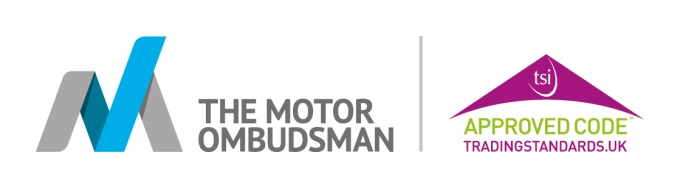 THE MOTOR
OMBUDSMAN
tsi
APPROVED CODE™
TRADINGSTANDARDS.UK